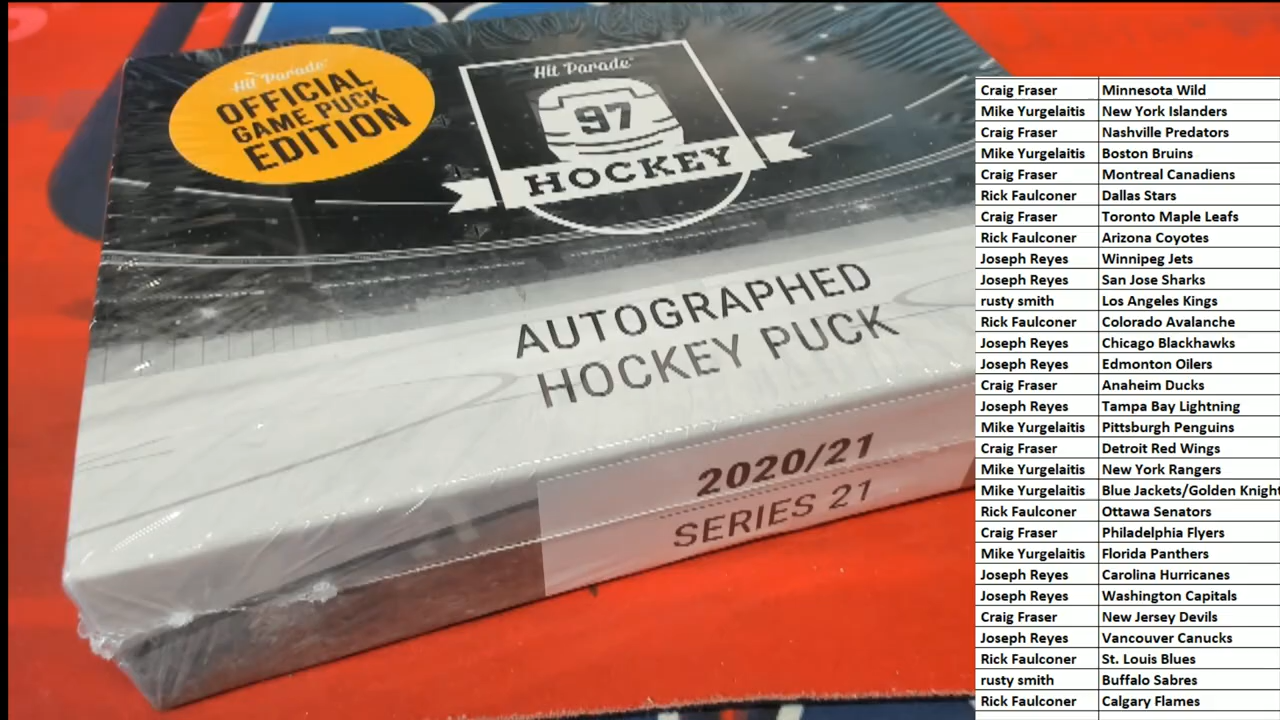 Hit Parade
OFFICIAL
GAME PUCK
EDITION
Hit Parade
97
HOCKEY
AUTOGRAPHED
HOCKEY PUCK
2020/21
SERIES 21
Craig Fraser Minnesota Wild
Mike Yurgelaitis New York Islanders
Craig Fraser Nashville Predators
Mike Yurgelaitis Boston Bruins
Craig Fraser Montreal Canadiens
Rick Faulconer Dallas Stars
Craig Fraser Toronto Maple Leafs
Rick Faulconer Arizona Coyotes
Joseph Reyes Winnipeg Jets
Joseph Reyes San Jose Sharks
rusty smith Los Angeles Kings
Rick Faulconer Colorado Avalanche
Joseph Reyes Chicago Blackhawks
Joseph Reyes Edmonton Oilers
Craig Fraser Anaheim Ducks
Joseph Reyes Tampa Bay Lightning
Mike Yurgelaitis Pittsburgh Penguins
Craig Fraser Detroit Red Wings
Mike Yurgelaitis New York Rangers
Mike Yurgelaitis Blue Jackets/Golden Knight
Rick Faulconer Ottawa Senators
Craig Fraser Philadelphia Flyers
Mike Yurgelaitis Florida Panthers
Joseph Reyes Carolina Hurricanes
Joseph Reyes Washington Capitals
Craig Fraser New Jersey Devils
Joseph Reyes Vancouver Canucks
Rick Faulconer St. Louis Blues
rusty smith Buffalo Sabres
Rick Faulconer Calgary Flames